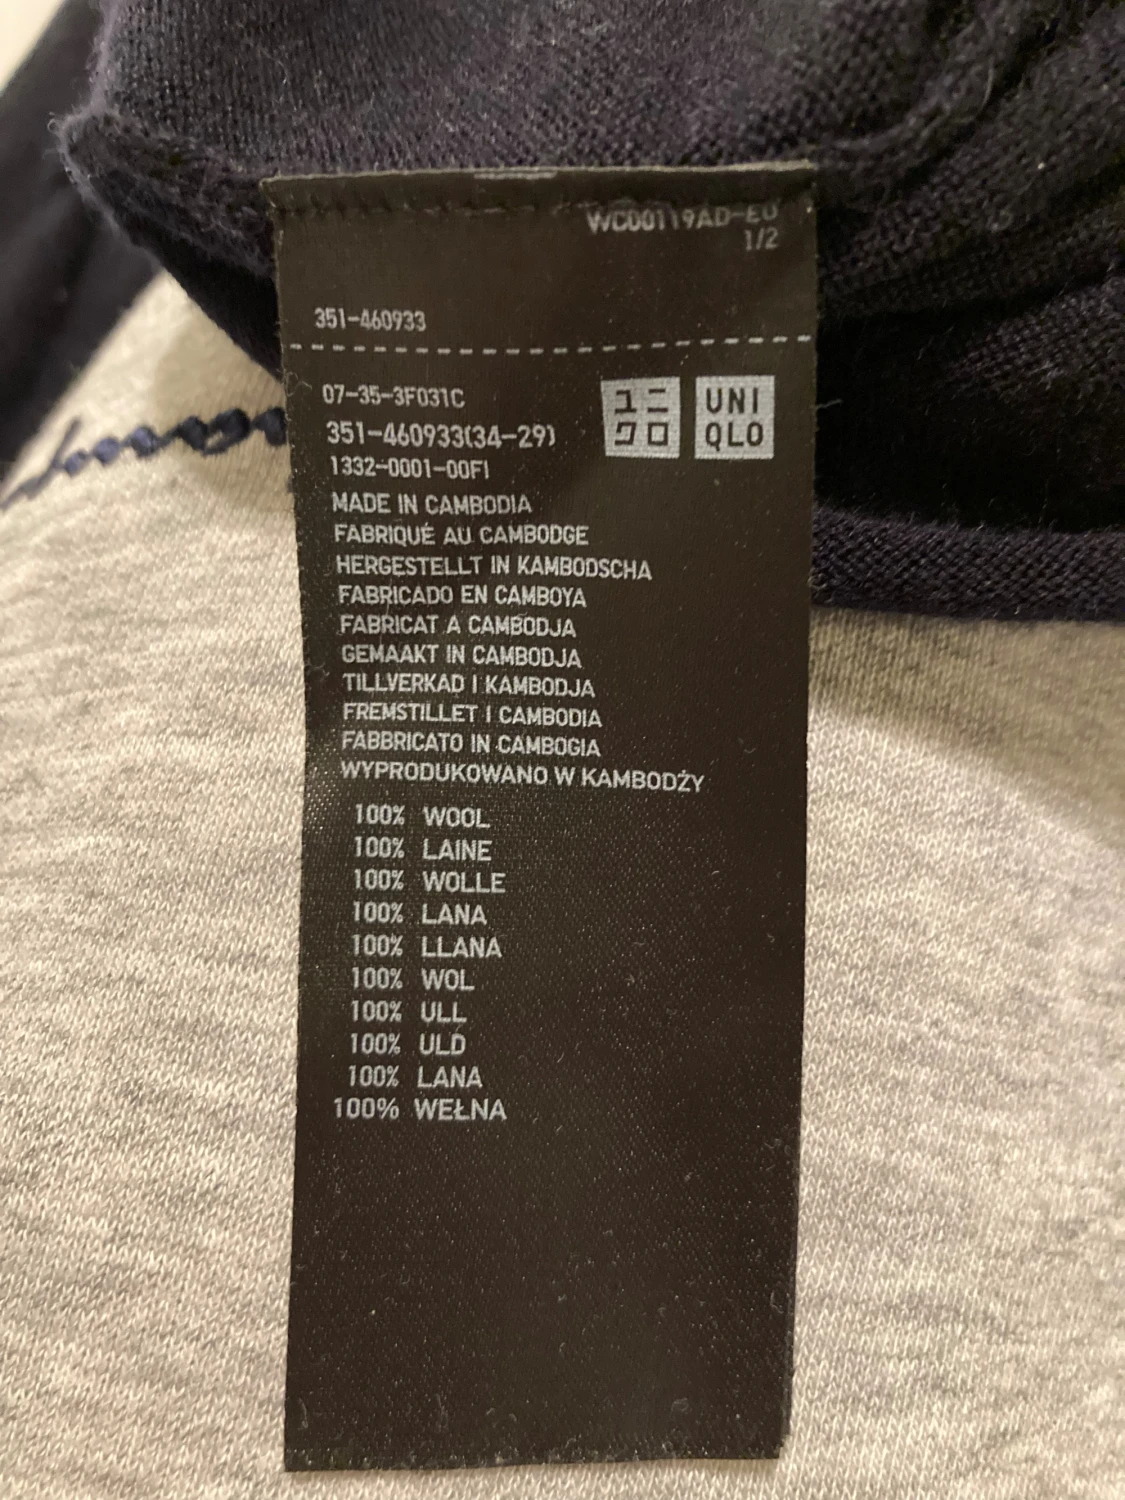 WC00119AD-EU
1/2
351-460933
07-35-3F031C
351-460933(34-29)
1332-0001-00FI
ユニ
クロ
UNI
QLO
MADE IN CAMBODIA
FABRIQUÉ AU CAMBODGE
HERGESTELLT IN KAMBODSCHA
FABRICADO EN CAMBOYA
FABRICAT A CAMBODJA
GEMAAKT IN CAMBODJA
TILLVERKAD I KAMBODJA
FREMSTILLET I CAMBODIA
FABBRICATO IN CAMBOGIA
WYPRODUKOWANO W KAMBODŻY
100% WOOL
100% LAINE
100% WOLLE
100% LANA
100% LLANA
100% WOL
100% ULL
100% ULD
100% LANA
100% WEŁNA